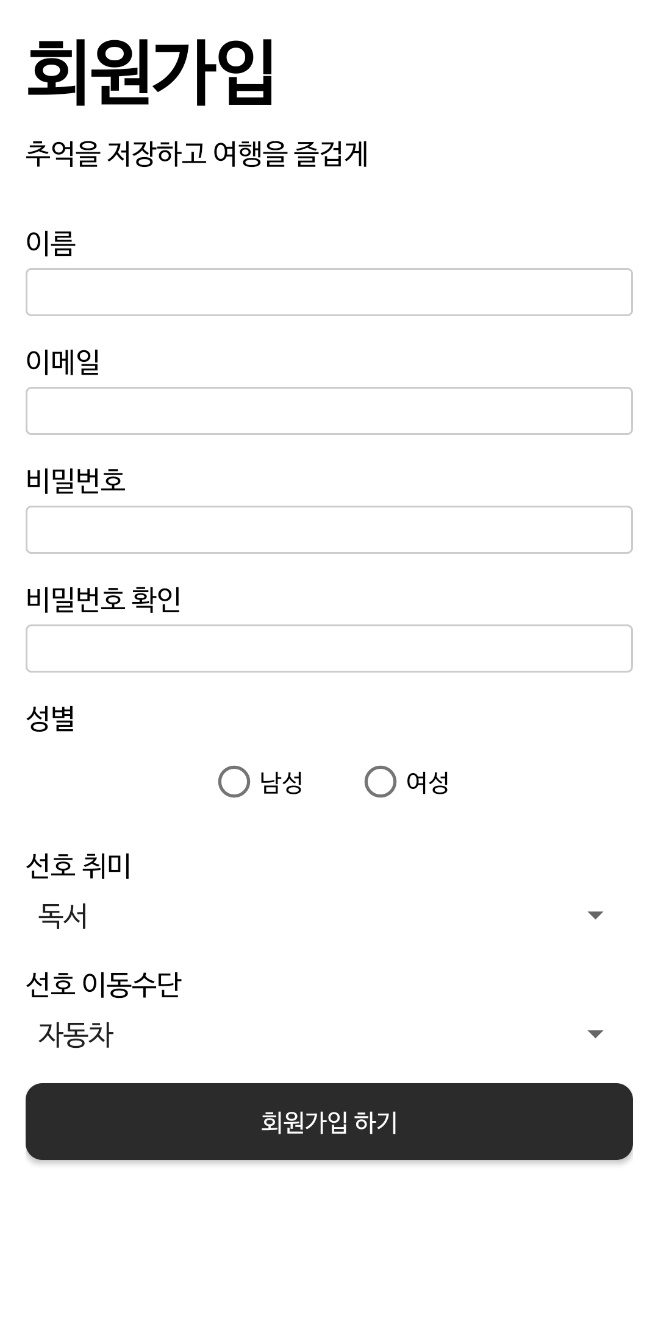 회원가입
추억을 저장하고 여행을 즐겁게
이름
이메일
비밀번호
비밀번호 확인
성별
남성 여성
선호 취미
독서
선호 이동수단
자동차
회원가입 하기